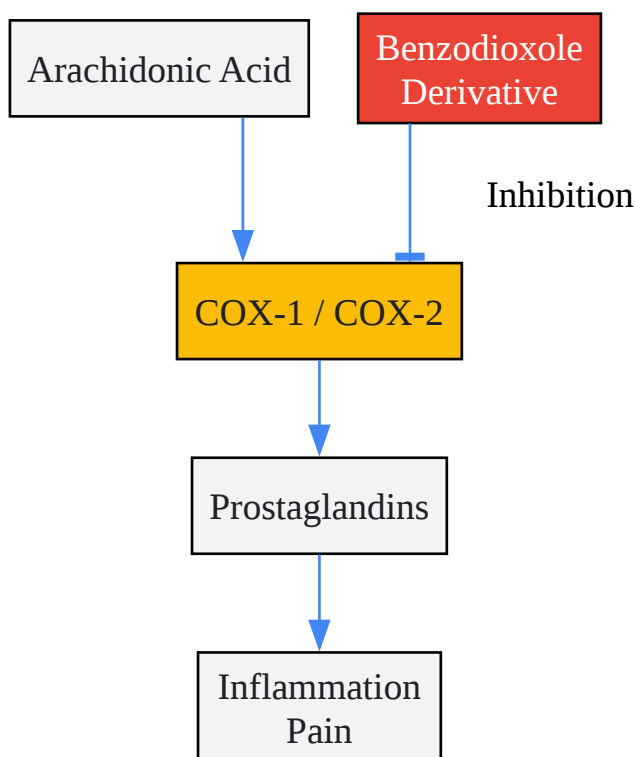 Arachidonic Acid
Benzodioxole
Derivative
Inhibition
COX-1 / COX-2
Prostaglandins
Inflammation
Pain